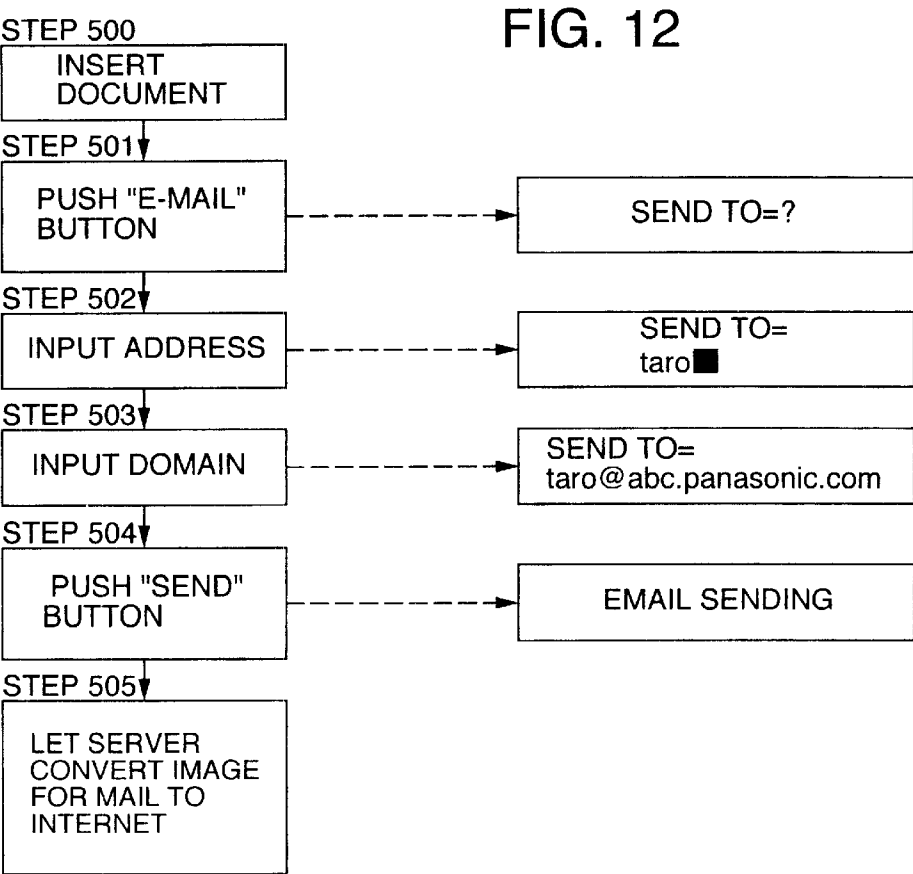 FIG. 12
STEP 500
INSERT
DOCUMENT
STEP 501
PUSH "E-MAIL"
BUTTON
SEND TO=?
STEP 502
INPUT ADDRESS
SEND TO=
taro■
STEP 503
INPUT DOMAIN
SEND TO=
taro@abc.panasonic.com
STEP 504
PUSH "SEND"
BUTTON
EMAIL SENDING
STEP 505
LET SERVER
CONVERT IMAGE
FOR MAIL TO
INTERNET